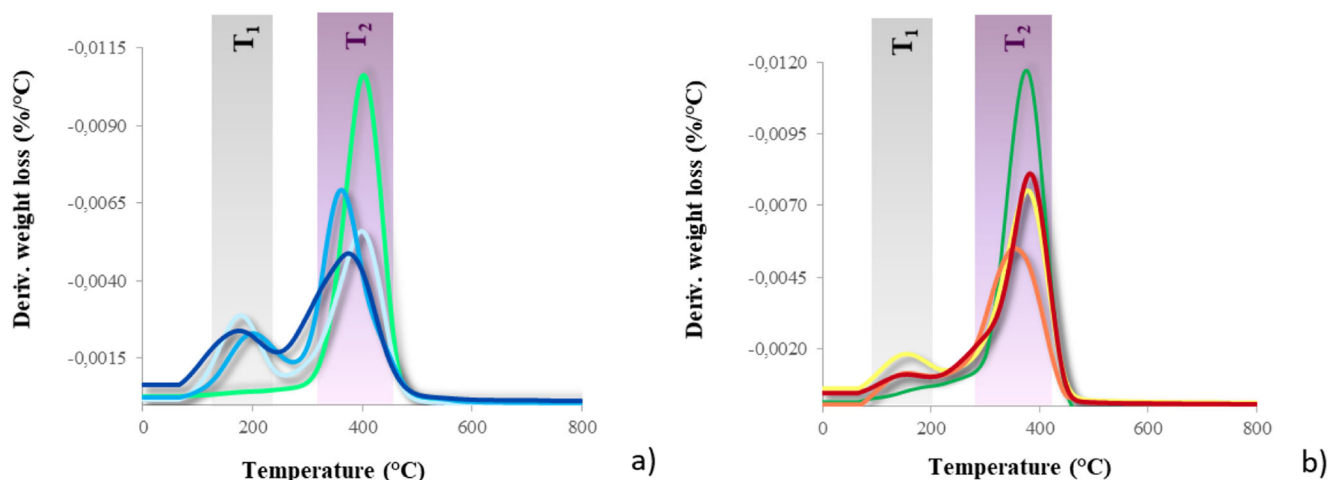 T1
T2
-0,0115
-0,0090
-0,0065
-0,0040
-0,0015
Deriv. weight loss (%/°C)
0
200
400
600
800
Temperature (°C)
a)
T1
T2
-0,0120
-0,0095
-0,0070
-0,0045
-0,0020
Deriv. weight loss (%/°C)
0
200
400
600
800
Temperature (°C)
b)